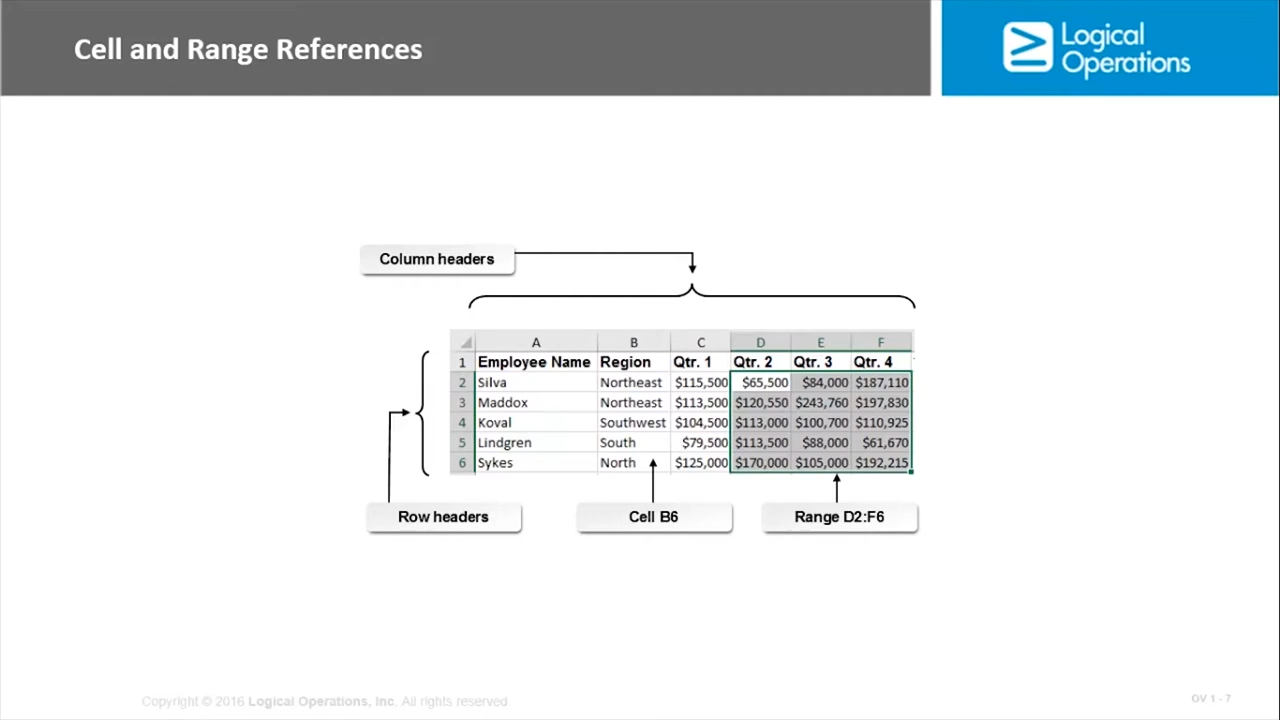 Cell and Range References
Logical
Operations
Column headers
A B C D E F
1 Employee Name Region Qtr. 1 Qtr. 2 Qtr. 3 Qtr. 4
2 Silva Northeast $115,500 $65,500 $84,000 $187,110
3 Maddox Northeast $113,500 $120,550 $243,760 $197,830
4 Koval Southwest $104,500 $113,000 $100,700 $110,925
5 Lindgren South $79,500 $113,500 $88,000 $61,670
6 Sykes North $125,000 $170,000 $105,000 $192,215
Row headers Cell B6 Range D2:F6
Copyright © 2016 Logical Operations, Inc. All rights reserved
OV 1 - 7